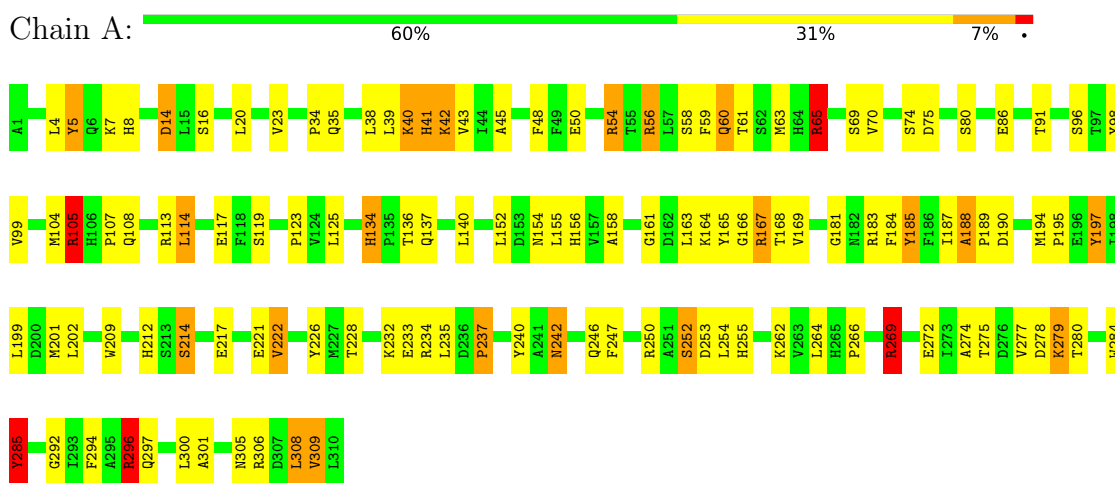 Chain A:
60% 31% 7% •
A1 L4 Y5 Q6 K7 H8 D14 L15 S16 L20 V23 P34 Q35 L38 L39 K40 H41 K42 V43 I44 A45 F48 F49 E50 R54 T55 R56 L57 S58 F59 Q60 T61 S62 M63 H64 R65 S69 V70 S74 D75 S80 E86 T91 S96 T97
V99 M104 R105 H106 P107 Q108 R113 L114 E117 F118 S119 P123 V124 L125 H134 P135 T136 Q137 L140 L152 D153 N154 L155 H156 V157 A158 G161 D162 L163 K164 Y165 G166 R167 T168 V169 G181 N182 R183 F184 Y185 F186 I187 A188 P189 D190 M194 P195 E196 Y197 I198
L199 D200 M201 L202 W209 H212 S213 S214 E217 E221 V222 Y226 M227 T228 K232 E233 R234 L235 D236 P237 Y240 A241 N242 Q246 F247 R250 A251 S252 D253 L254 H255 K262 V263 L264 H265 P266 R269 E272 I273 A274 T275 D276 V277 D278 K279 T280 W284
Y285 G292 I293 F294 A295 R296 Q297 L300 A301 N305 R306 D307 L308 V309 L310